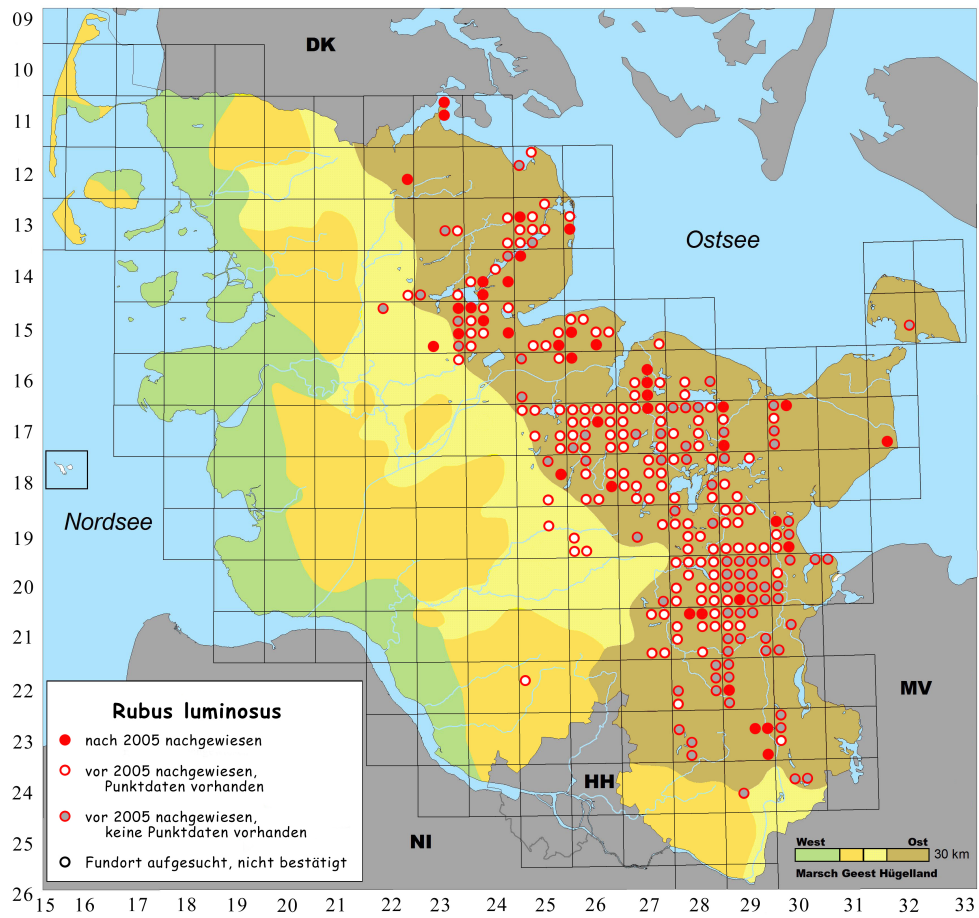 09
10
11
12
13
14
15
16
17
18
19
20
21
22
23
24
25
26
DK
Ostsee
Nordsee
MV
HH
NI
Rubus luminosus
nach 2005 nachgewiesen
vor 2005 nachgewiesen,
Punktdaten vorhanden
vor 2005 nachgewiesen,
keine Punktdaten vorhanden
Fundort aufgesucht, nicht bestätigt
West Ost
30 km
Marsch Geest Hügelland
15 16 17 18 19 20 21 22 23 24 25 26 27 28 29 30 31 32 33